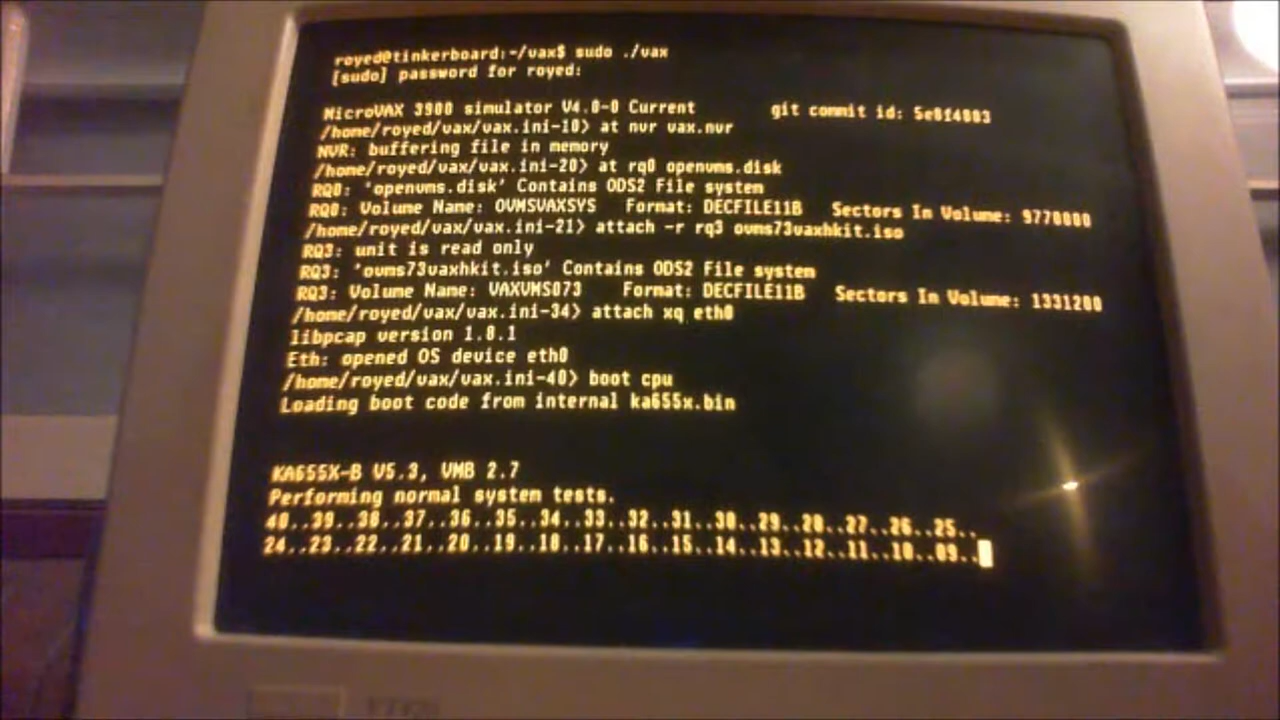 royed@tinkerboard:~/vax$ sudo ./vax
[sudo] password for royed:
MicroVAX 3900 simulator V4.0-0 Current git commit id: 5e8f4803
/home/royed/vax/vax.ini-10> at nvr vax.nvr
NVR: buffering file in memory
/home/royed/vax/vax.ini-20> at rq0 openvms.disk
RQ0: 'openvms.disk' Contains ODS2 File system
RQ0: Volume Name: OVMSVAXSYS Format: DECFILE11B Sectors In Volume: 9770000
/home/royed/vax/vax.ini-21> attach -r rq3 ovms73vaxhkit.iso
RQ3: unit is read only
RQ3: 'ovms73vaxhkit.iso' Contains ODS2 File system
RQ3: Volume Name: VAXVMS073 Format: DECFILE11B Sectors In Volume: 1331200
/home/royed/vax/vax.ini-34> attach xq eth0
libpcap version 1.8.1
Eth: opened OS device eth0
/home/royed/vax/vax.ini-40> boot cpu
Loading boot code from internal ka655x.bin
KA655X-B V5.3, VMB 2.7
Performing normal system tests.
40..39..38..37..36..35..34..33..32..31..30..29..28..27..26..25..
24..23..22..21..20..19..18..17..16..15..14..13..12..11..10..09..